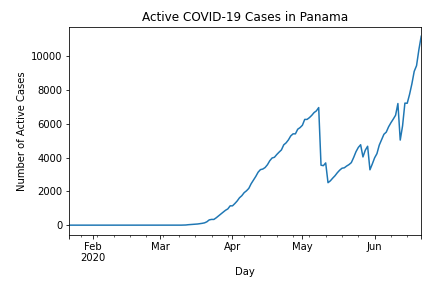 Active COVID-19 Cases in Panama
Number of Active Cases
10000
8000
6000
4000
2000
0
Feb
2020
Mar
Apr
May
Jun
Day